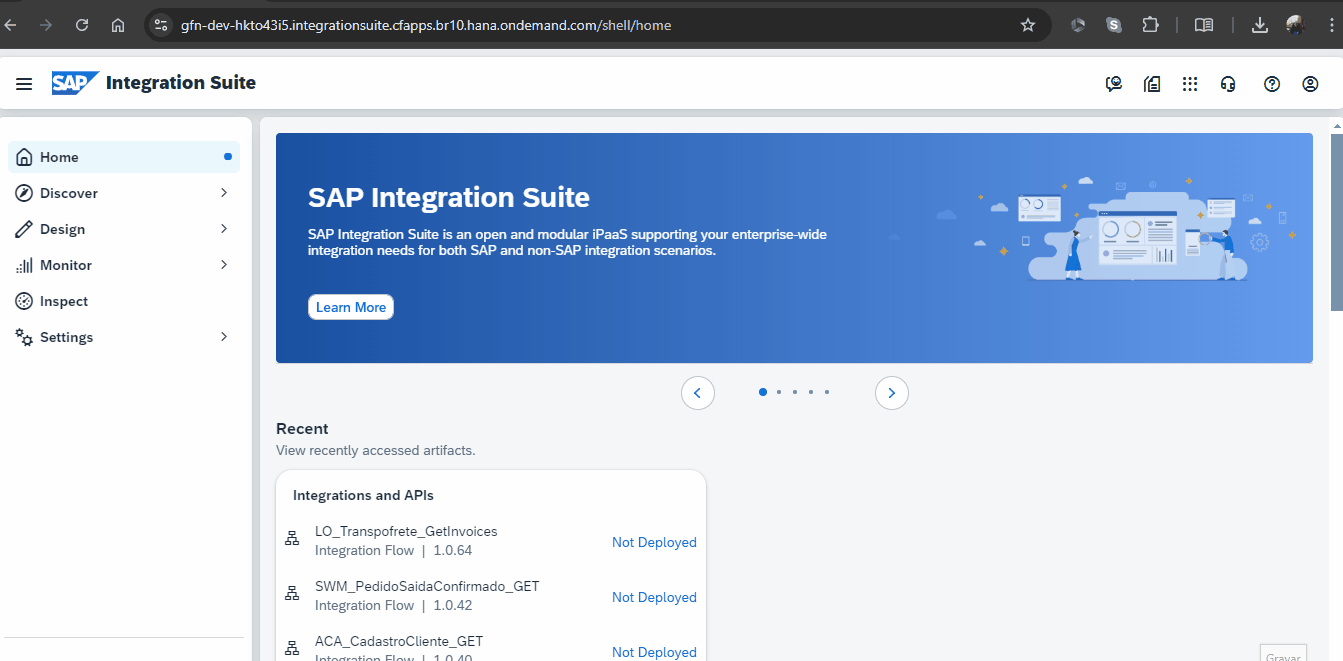 gfn-dev-hkto43i5.integrationsuite.cfapps.br10.hana.ondemand.com/shell/home
SAP Integration Suite
Home
Discover
Design
Monitor
Inspect
Settings
SAP Integration Suite
SAP Integration Suite is an open and modular iPaaS supporting your enterprise-wide
integration needs for both SAP and non-SAP integration scenarios.
Learn More
Recent
View recently accessed artifacts.
Integrations and APIs
LO_Transpofrete_GetInvoices
Integration Flow | 1.0.64
Not Deployed
SWM_PedidoSaidaConfirmado_GET
Integration Flow | 1.0.42
Not Deployed
ACA_CadastroCliente_GET
Integration Flow | 1.0.40
Not Deployed
Gravar